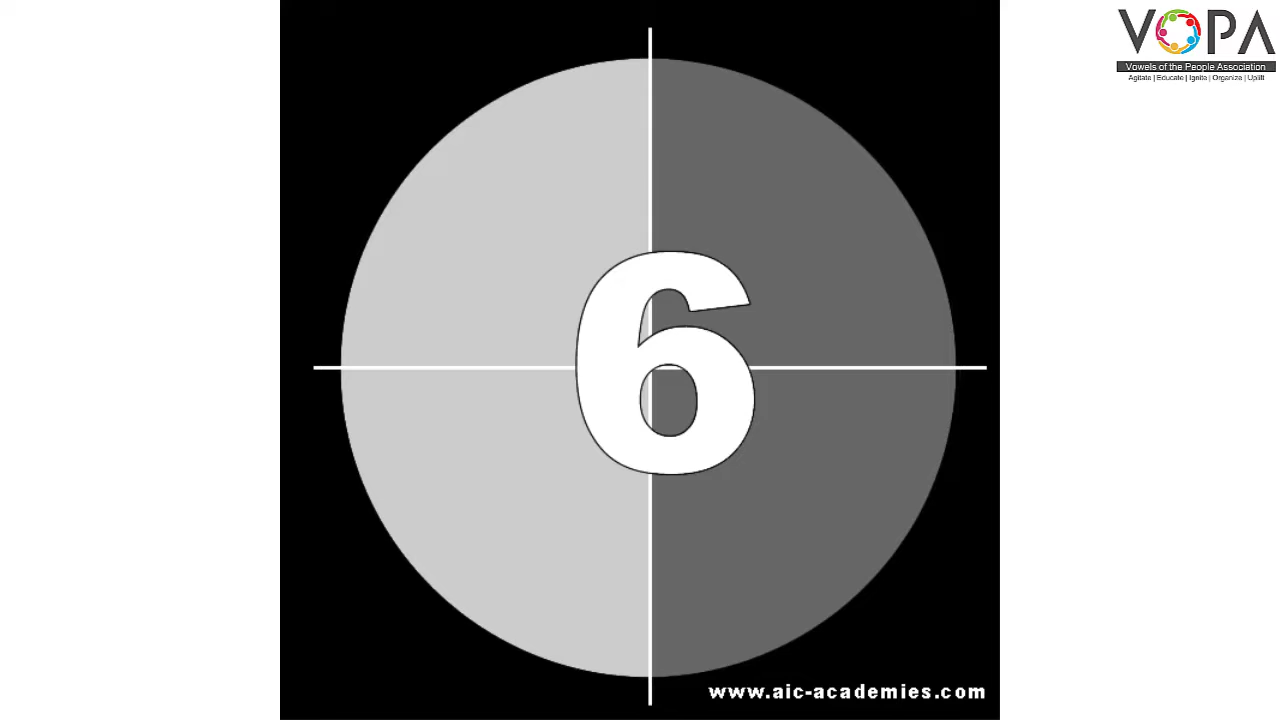 VOPA
Vowels of the People Association
Agitate | Educate | Ignite | Organize | Uplift
6
www.aic-academies.com